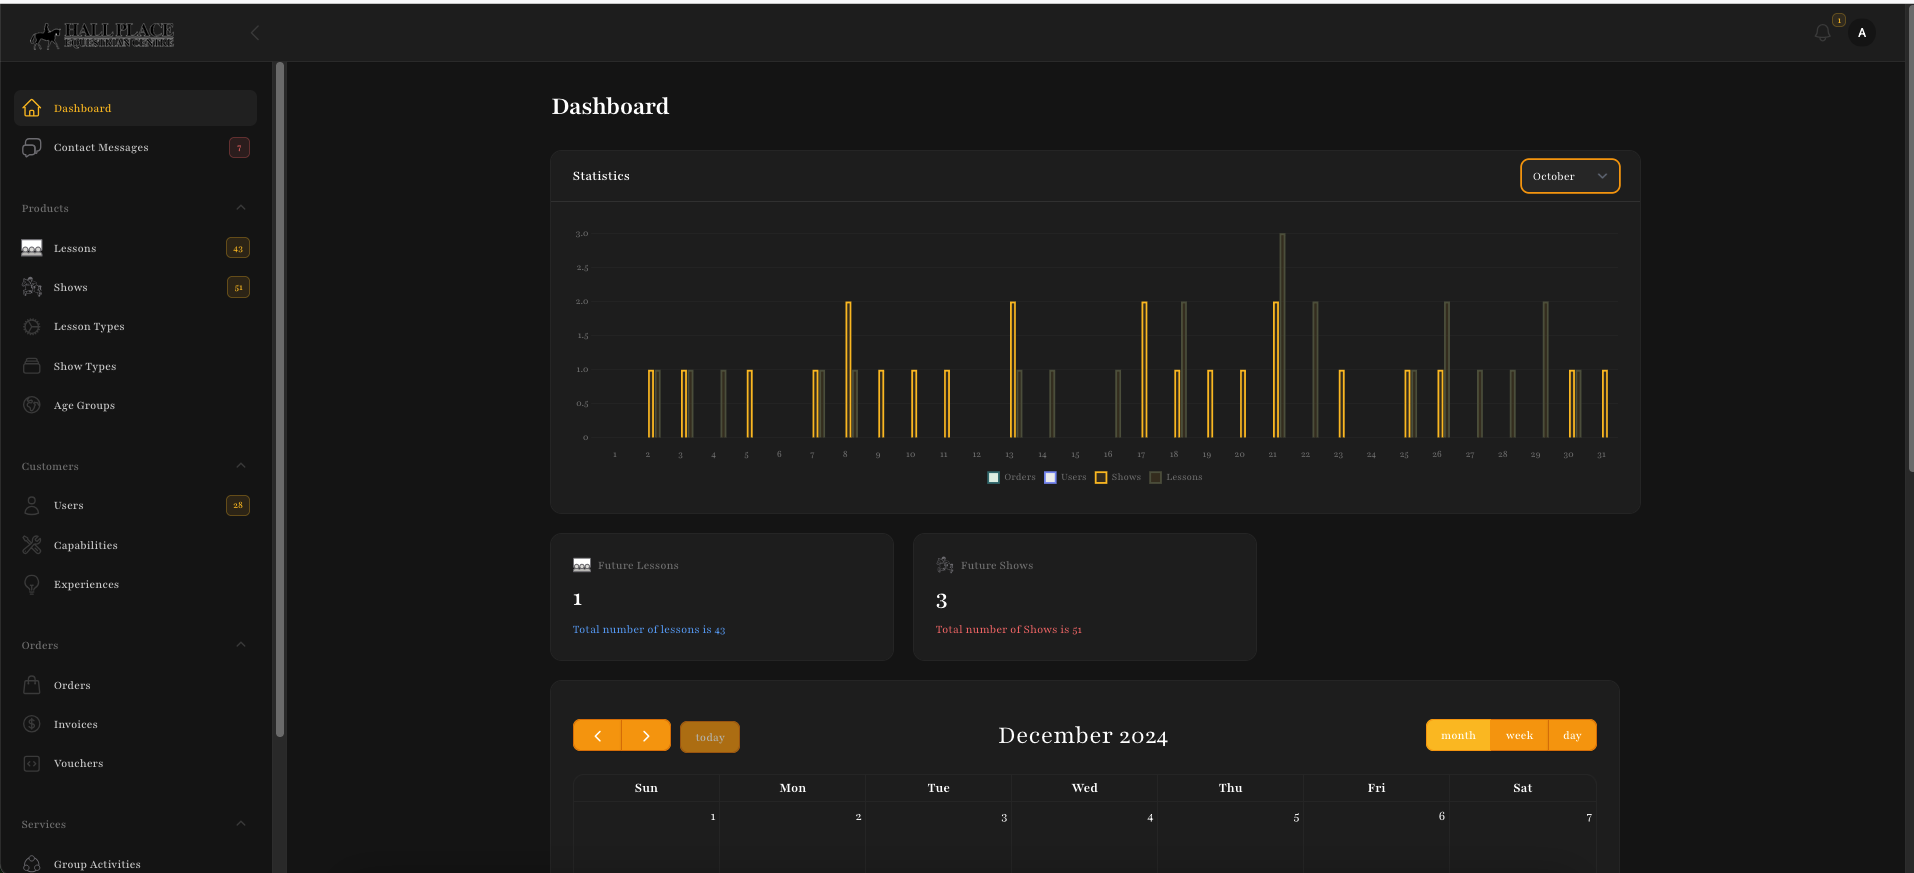 HALL PLACE
EQUESTRIAN CENTRE
1
A
Dashboard
Contact Messages 7
Products
Lessons 43
Shows 51
Lesson Types
Show Types
Age Groups
Customers
Users 28
Capabilities
Experiences
Orders
Orders
Invoices
Vouchers
Services
Group Activities
Dashboard
Statistics
October
3.0
2.5
2.0
1.5
1.0
0.5
0
1 2 3 4 5 6 7 8 9 10 11 12 13 14 15 16 17 18 19 20 21 22 23 24 25 26 27 28 29 30 31
Orders Users Shows Lessons
Future Lessons
1
Total number of lessons is 43
Future Shows
3
Total number of Shows is 51
today
December 2024
month week day
Sun Mon Tue Wed Thu Fri Sat
1 2 3 4 5 6 7